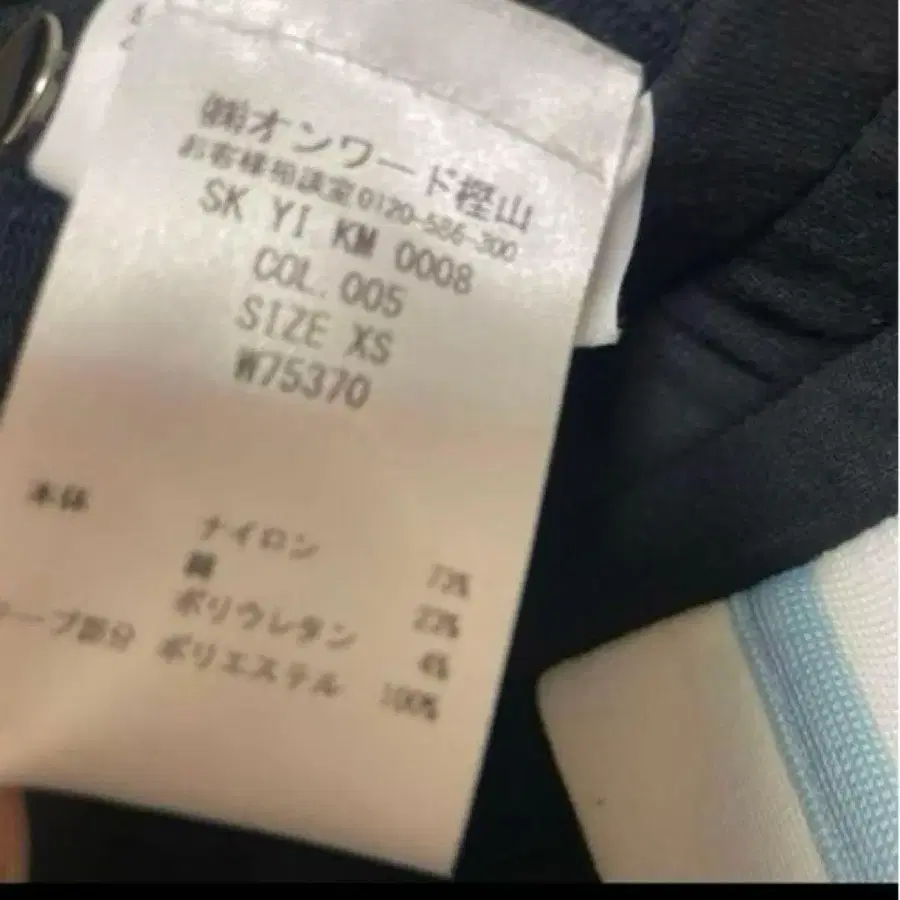 ㈱オンワード樫山
お客様相談室0120-586-300
SK YI KM 0008
COL. 005
SIZE XS
W75370
本体 ナイロン 73%
綿 23%
ポリウレタン 4%
テープ部分 ポリエステル 100%